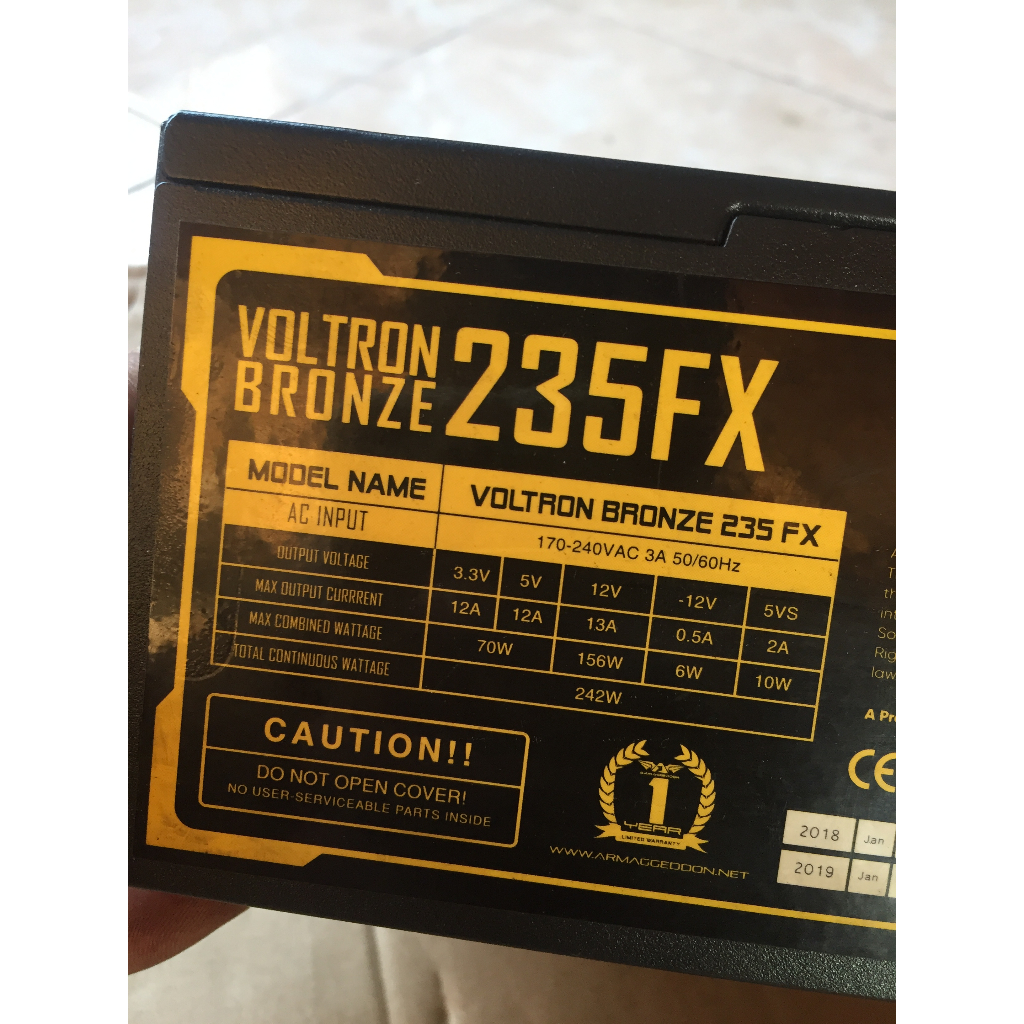 VOLTRON
BRONZE
235FX
MODEL NAME VOLTRON BRONZE 235 FX
AC INPUT 170-240VAC 3A 50/60Hz
OUTPUT VOLTAGE 3.3V 5V 12V -12V 5VS
MAX OUTPUT CURRRENT 12A 12A 13A 0.5A 2A
MAX COMBINED WATTAGE 70W 156W 6W 10W
TOTAL CONTINUOUS WATTAGE 242W
CAUTION!!
DO NOT OPEN COVER!
NO USER-SERVICEABLE PARTS INSIDE
1
YEAR
LIMITED WARRANTY
WWW.ARMAGGEDDON.NET
A Pr
CE
2018 Jan
2019 Jan